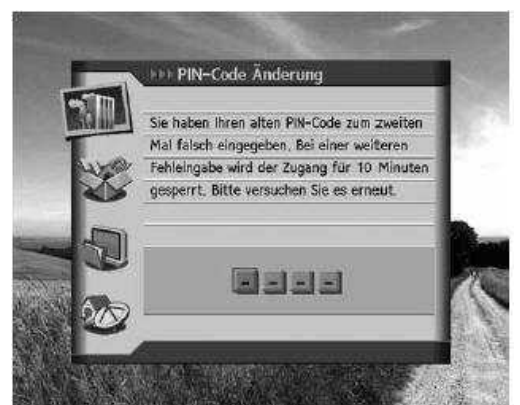 PIN-Code Änderung
Sie haben Ihren alten PIN-Code zum zweiten
Mal falsch eingegeben. Bei einer weiteren
Fehleingabe wird der Zugang für 10 Minuten
gesperrt. Bitte versuchen Sie es erneut.
- - - -